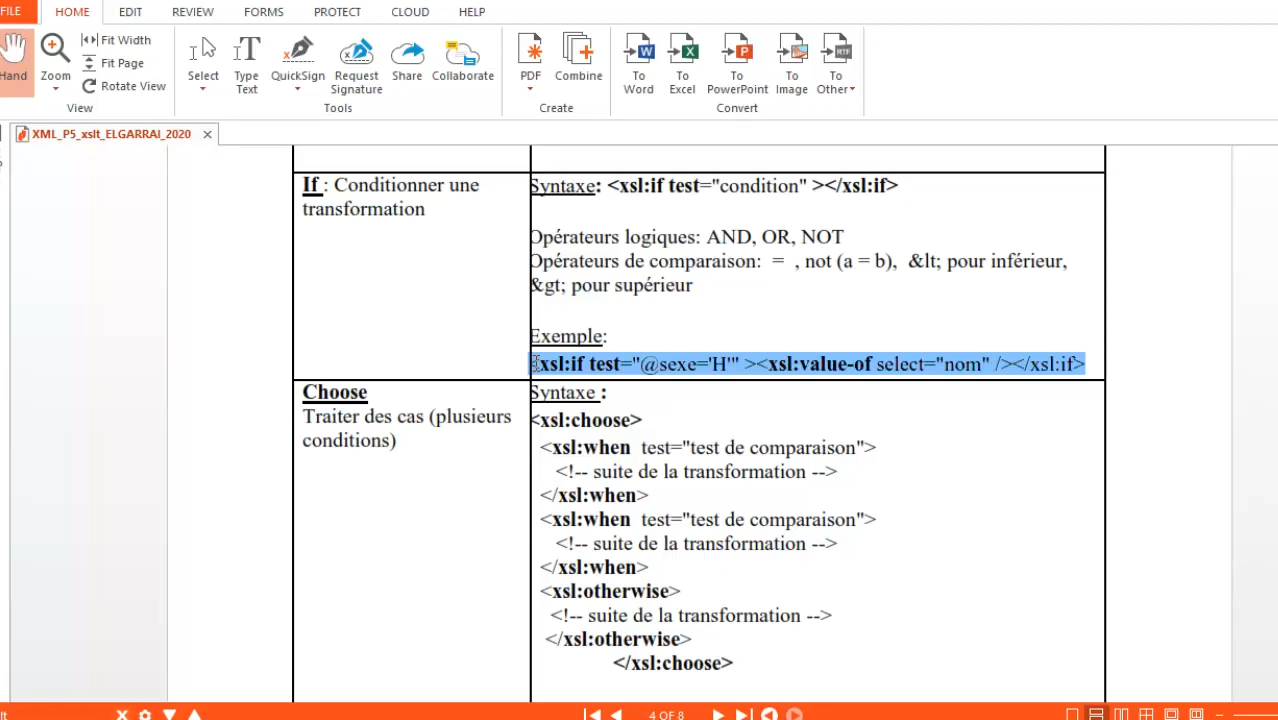 FILE HOME EDIT REVIEW FORMS PROTECT CLOUD HELP
Hand
Zoom
Fit Width
Fit Page
Rotate View
View
Select
Type Text
QuickSign
Request Signature
Share
Collaborate
Tools
PDF
Combine
Create
To Word
To Excel
To PowerPoint
To Image
To Other
Convert
XML_P5_xslt_ELGARRAI_2020
If : Conditionner une
transformation
Syntaxe: <xsl:if test="condition" ></xsl:if>
Opérateurs logiques: AND, OR, NOT
Opérateurs de comparaison: = , not (a = b), &lt; pour inférieur,
&gt; pour supérieur
Exemple:
<xsl:if test="@sexe='H'" ><xsl:value-of select="nom" /></xsl:if>
Choose
Traiter des cas (plusieurs
conditions)
Syntaxe :
<xsl:choose>
<xsl:when test="test de comparaison">
<!-- suite de la transformation -->
</xsl:when>
<xsl:when test="test de comparaison">
<!-- suite de la transformation -->
</xsl:when>
<xsl:otherwise>
<!-- suite de la transformation -->
</xsl:otherwise>
</xsl:choose>
4 OF 8